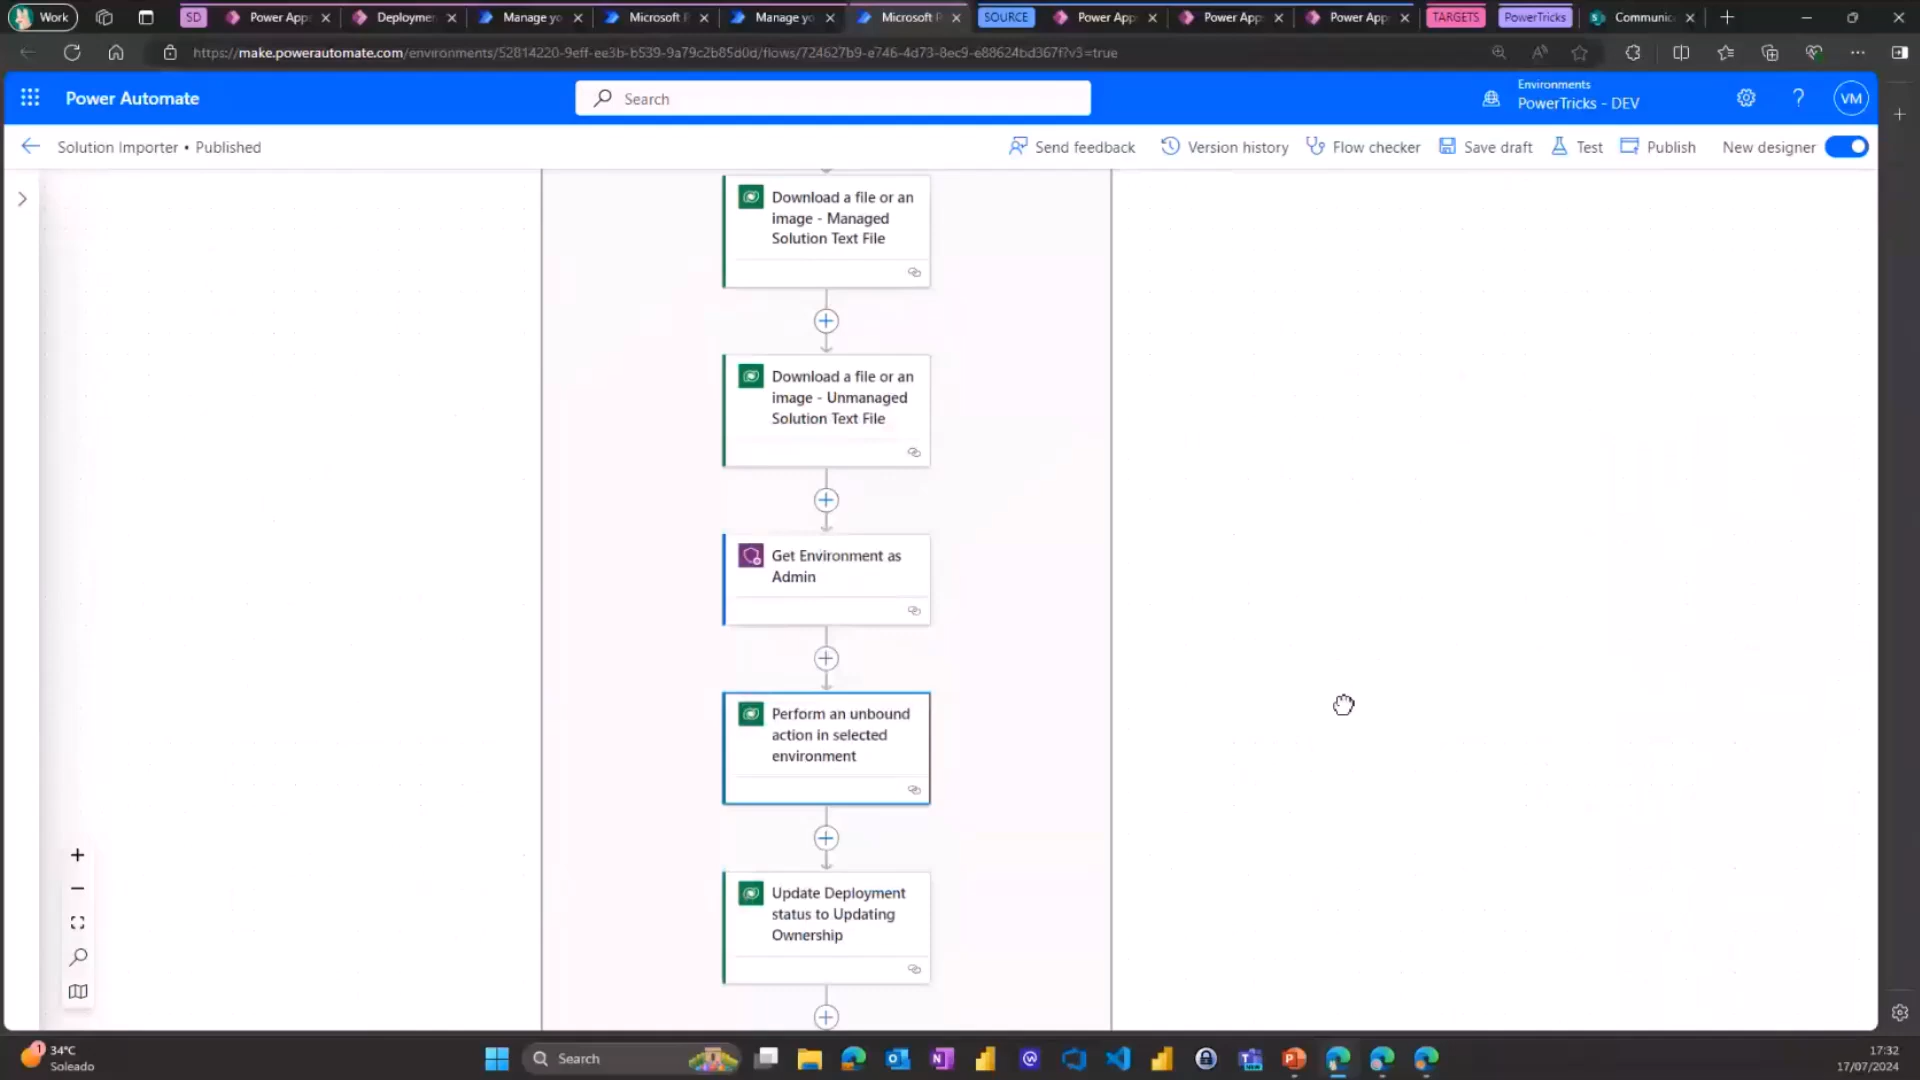 Work
SD
Power App
Deploymen
Manage yo
Microsoft P
Manage yo
Microsoft P
SOURCE
Power App
Power App
Power App
TARGETS
PowerTricks
Communic
https://make.powerautomate.com/environments/52814220-9eff-ee3b-b539-9a79c2b85d0d/flows/724627b9-e746-4d73-8ec9-e88624bd367f?v3=true
Power Automate
Search
Environments
PowerTricks - DEV
VM
Solution Importer • Published
Send feedback
Version history
Flow checker
Save draft
Test
Publish
New designer
Download a file or an
image - Managed
Solution Text File
Download a file or an
image - Unmanaged
Solution Text File
Get Environment as
Admin
Perform an unbound
action in selected
environment
Update Deployment
status to Updating
Ownership
1
34°C
Soleado
Search
17:32
17/07/2024